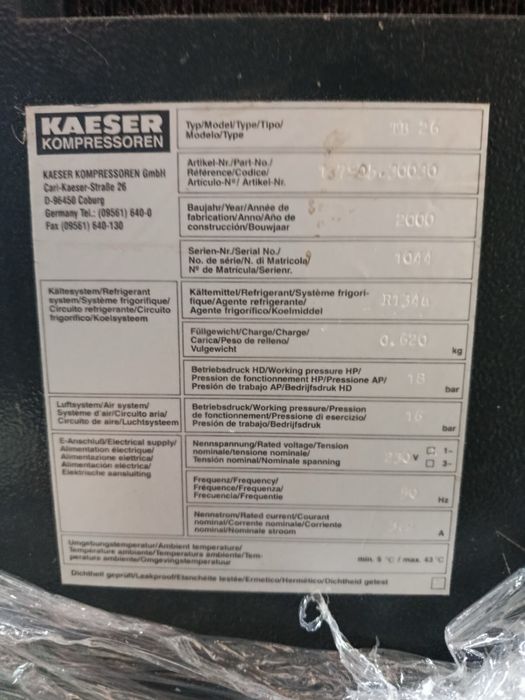 KAESER
KOMPRESSOREN
KAESER KOMPRESSOREN GmbH
Carl-Kaeser-Straße 26
D-96450 Coburg
Germany Tel.: (09561) 640-0
Fax (09561) 640-130
Typ/Model/Type/Tipo/
Modelo/Type
TB 26
Artikel-Nr./Part-No./
Référence/Codice/
Articulo-Nº/ Artikel-Nr.
Baujahr/Year/Année de
fabrication/Anno/Año de
construcción/Bouwjaar
2000
Serien-Nr./Serial No./
No. de série/N. di Matricola/
Nº de Matricula/Serienr.
1044
Kältesystem/Refrigerant
system/Système frigorifique/
Circuito refrigerante/Circuito
frigorifico/Koelsysteem
Kältemittel/Refrigerant/Système frigori-
fique/Agente refrigerante/
Agente frigorifico/Koelmiddel
R134a
Füllgewicht/Charge/Charge/
Carica/Peso de relleno/
Vulgewicht
0.620
kg
Betriebsdruck HD/Working pressure HP/
Pression de fonctionnement HP/Pressione AP/
Presión de trabajo AP/Bedrijfsdruk HD
18
bar
Luftsystem/Air system/
Système d'air/Circuito aria/
Circuito de aire/Luchtsysteem
Betriebsdruck/Working pressure/Pression
de fonctionnement/Pressione di esercizio/
Presión de trabajo/Bedrijfsdruk
16
bar
E-Anschluß/Electrical supply/
Alimentation électrique/
Alimentazione elettrica/
Alimentación eléctrica/
Elektrische aansluiting
Nennspannung/Rated voltage/Tension
nominale/tensione nominale/
Tensión nominal/Nominale spanning
230 V
1~
3~
Frequenz/Frequency/
Fréquence/Frequenza/
Frecuencia/Frequentie
Hz
Nennstrom/Rated current/Courant
nominal/Corrente nominale/Corriente
nominal/Nominale stroom
A
Umgebungstemperatur/Ambient temperature/
Température ambiante/Temperatura ambiente/Tem-
peratura ambiente/Omgevingstemperatuur
min. 5 °C / max. 43 °C
Dichtheit geprüft/Leakproof/Etanchéite testée/Ermetico/Hermético/Dichtheid getest